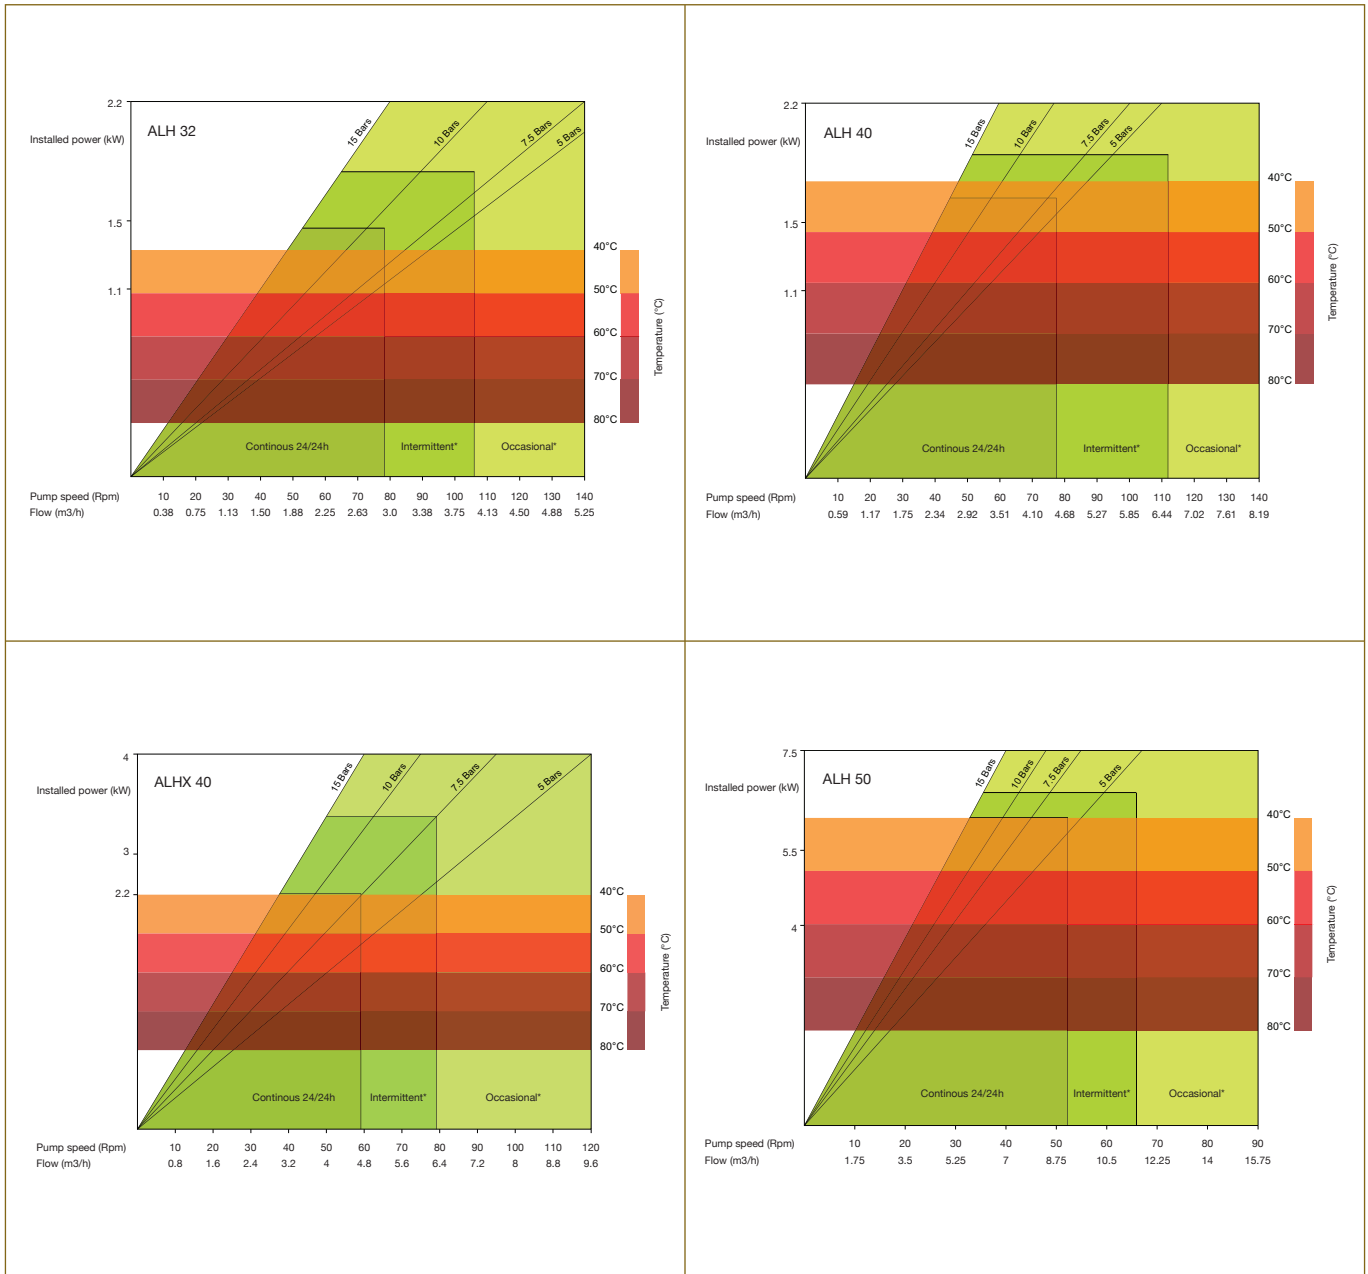 2.2
Installed power (kW)
ALH 32
15 Bars
10 Bars
7.5 Bars
5 Bars
1.5
1.1
40°C
50°C
60°C
70°C
80°C
Temperature (°C)
Continous 24/24h Intermittent* Occasional*
Pump speed (Rpm) 10 20 30 40 50 60 70 80 90 100 110 120 130 140
Flow (m3/h) 0.38 0.75 1.13 1.50 1.88 2.25 2.63 3.0 3.38 3.75 4.13 4.50 4.88 5.25
2.2
Installed power (kW)
ALH 40
15 Bars
10 Bars
7.5 Bars
5 Bars
1.5
1.1
40°C
50°C
60°C
70°C
80°C
Temperature (°C)
Continous 24/24h Intermittent* Occasional*
Pump speed (Rpm) 10 20 30 40 50 60 70 80 90 100 110 120 130 140
Flow (m3/h) 0.59 1.17 1.75 2.34 2.92 3.51 4.10 4.68 5.27 5.85 6.44 7.02 7.61 8.19
4
Installed power (kW)
ALHX 40
15 Bars
10 Bars
7.5 Bars
5 Bars
3
2.2
40°C
50°C
60°C
70°C
80°C
Temperature (°C)
Continous 24/24h Intermittent* Occasional*
Pump speed (Rpm) 10 20 30 40 50 60 70 80 90 100 110 120
Flow (m3/h) 0.8 1.6 2.4 3.2 4 4.8 5.6 6.4 7.2 8 8.8 9.6
7.5
Installed power (kW)
ALH 50
15 Bars
10 Bars
7.5 Bars
5 Bars
5.5
4
40°C
50°C
60°C
70°C
80°C
Temperature (°C)
Continous 24/24h Intermittent* Occasional*
Pump speed (Rpm) 10 20 30 40 50 60 70 80 90
Flow (m3/h) 1.75 3.5 5.25 7 8.75 10.5 12.25 14 15.75